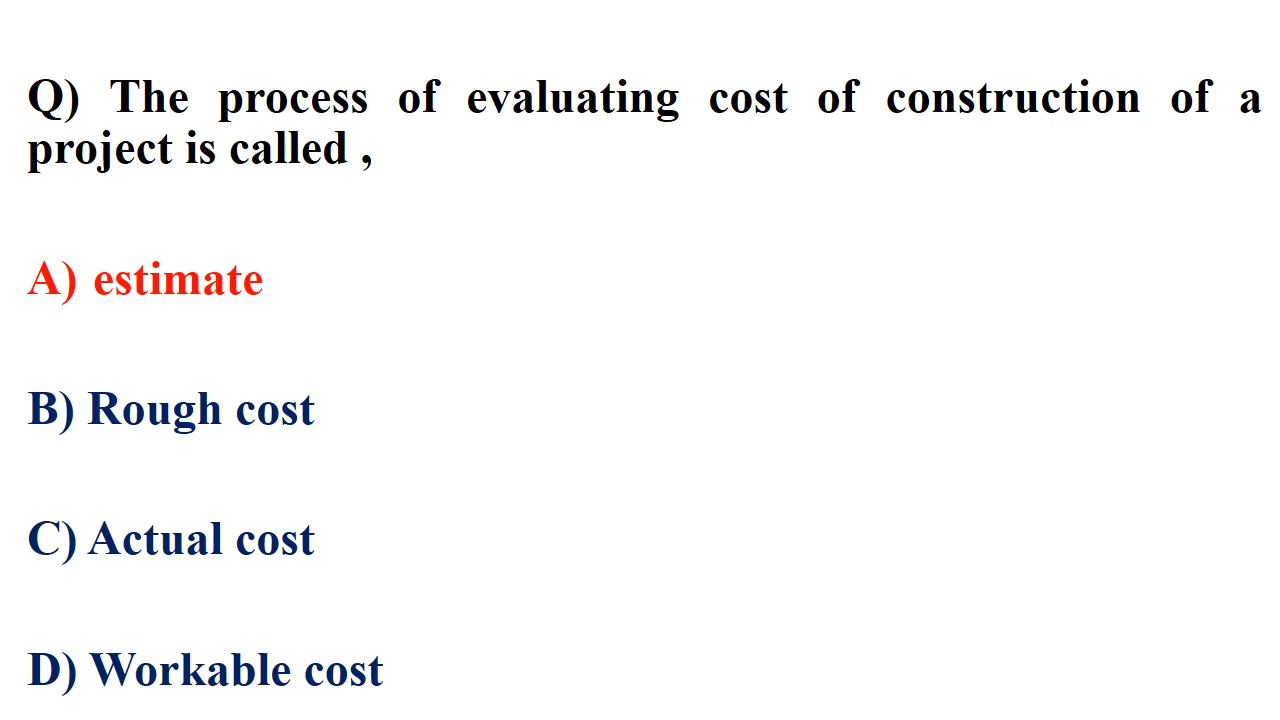 Q) The process of evaluating cost of construction of a
project is called ,
A) estimate
B) Rough cost
C) Actual cost
D) Workable cost